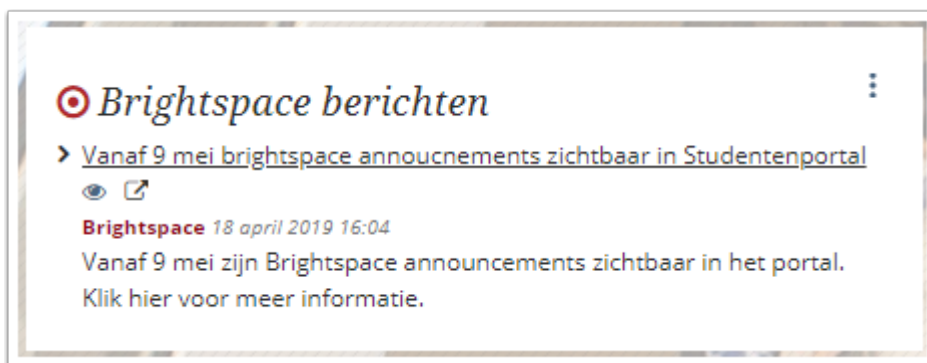 Brightspace berichten
Vanaf 9 mei brightspace annoucnements zichtbaar in Studentenportal
Brightspace 18 april 2019 16:04
Vanaf 9 mei zijn Brightspace announcements zichtbaar in het portal.
Klik hier voor meer informatie.